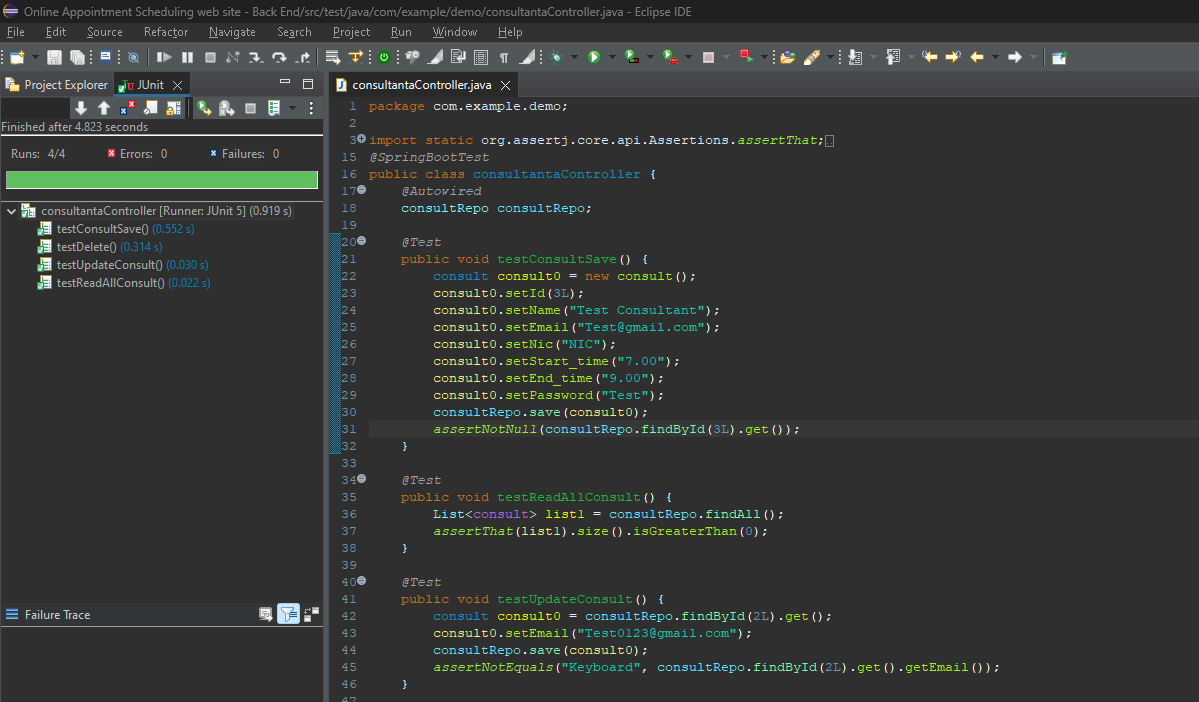 Online Appointment Scheduling web site - Back End/src/test/java/com/example/demo/consultantaController.java - Eclipse IDE
File Edit Source Refactor Navigate Search Project Run Window Help
Project Explorer JUnit
Finished after 4.823 seconds
Runs: 4/4 Errors: 0 Failures: 0
consultantaController [Runner: JUnit 5] (0.919 s)
testConsultSave() (0.552 s)
testDelete() (0.314 s)
testUpdateConsult() (0.030 s)
testReadAllConsult() (0.022 s)
Failure Trace
consultantaController.java
1 package com.example.demo;
2
3 import static org.assertj.core.api.Assertions.assertThat;
15 @SpringBootTest
16 public class consultantaController {
17 @Autowired
18 consultRepo consultRepo;
19
20 @Test
21 public void testConsultSave() {
22 consult consult0 = new consult();
23 consult0.setId(3L);
24 consult0.setName("Test Consultant");
25 consult0.setEmail("Test@gmail.com");
26 consult0.setNic("NIC");
27 consult0.setStart_time("7.00");
28 consult0.setEnd_time("9.00");
29 consult0.setPassword("Test");
30 consultRepo.save(consult0);
31 assertNotNull(consultRepo.findById(3L).get());
32 }
33
34 @Test
35 public void testReadAllConsult() {
36 List<consult> list1 = consultRepo.findAll();
37 assertThat(list1).size().isGreaterThan(0);
38 }
39
40 @Test
41 public void testUpdateConsult() {
42 consult consult0 = consultRepo.findById(2L).get();
43 consult0.setEmail("Test0123@gmail.com");
44 consultRepo.save(consult0);
45 assertNotEquals("Keyboard", consultRepo.findById(2L).get().getEmail());
46 }
47